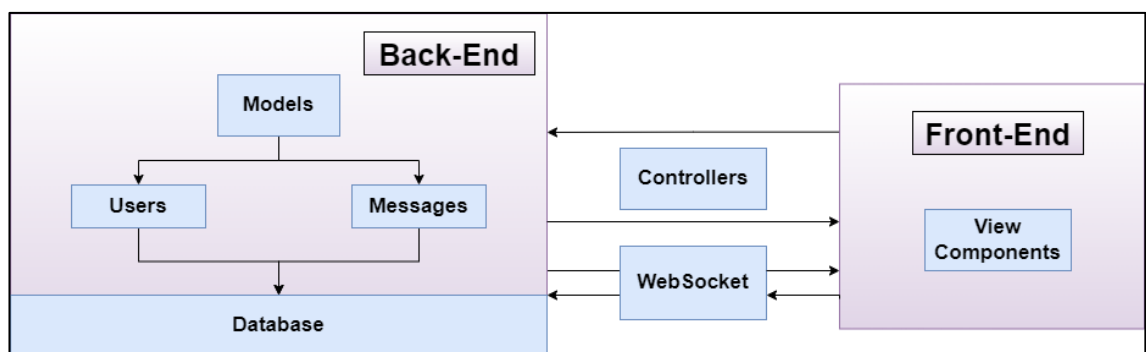 Back-End
Models
Users
Messages
Database
Controllers
WebSocket
Front-End
View
Components